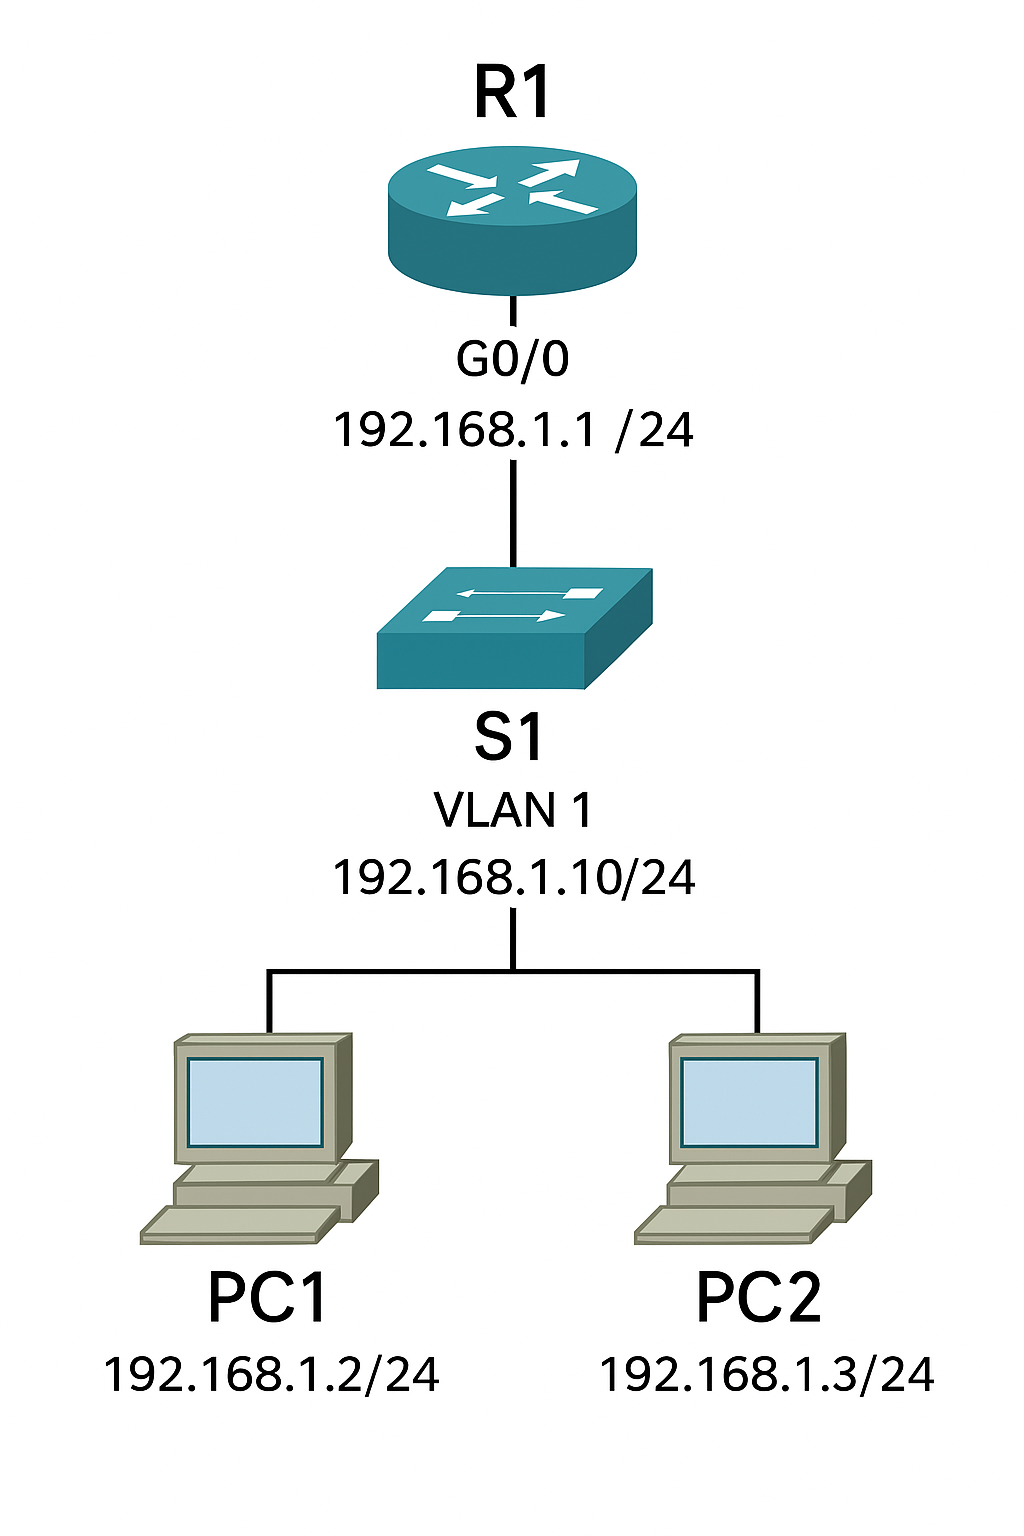 R1
G0/0
192.168.1.1 /24
S1
VLAN 1
192.168.1.10/24
PC1
192.168.1.2/24
PC2
192.168.1.3/24